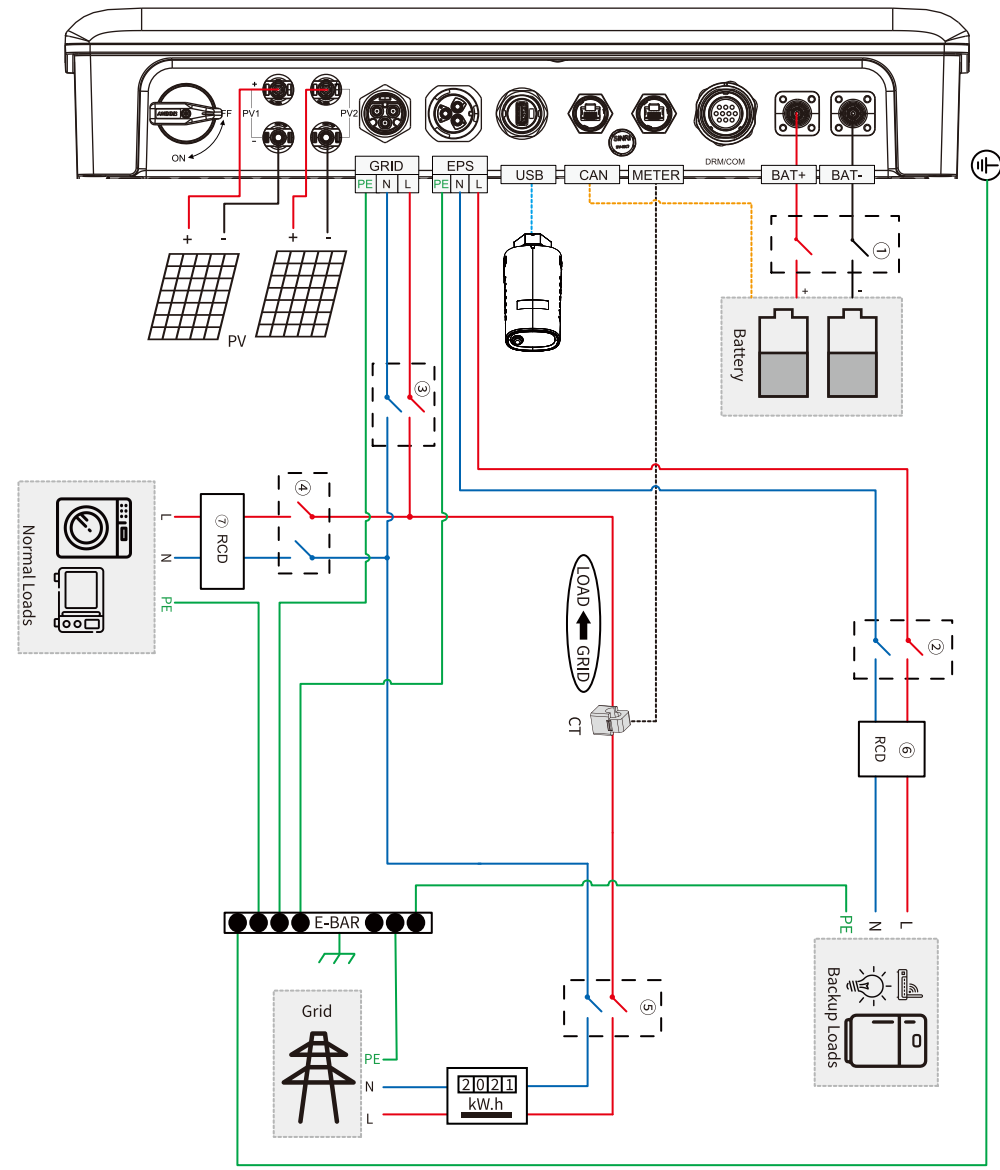 +
PV1
-
PV2
FF
ON
DRM/COM
GRID
EPS
USB
CAN
METER
BAT+
BAT-
PE N L
PE N L
+
-
+
-
PV
①
+
-
Battery
③
④
⑦ RCD
L
N
PE
Normal Loads
LOAD GRID
CT
②
⑥
RCD
PE
N
L
Backup Loads
E-BAR
⑤
Grid
PE
N
L
2021
kW.h